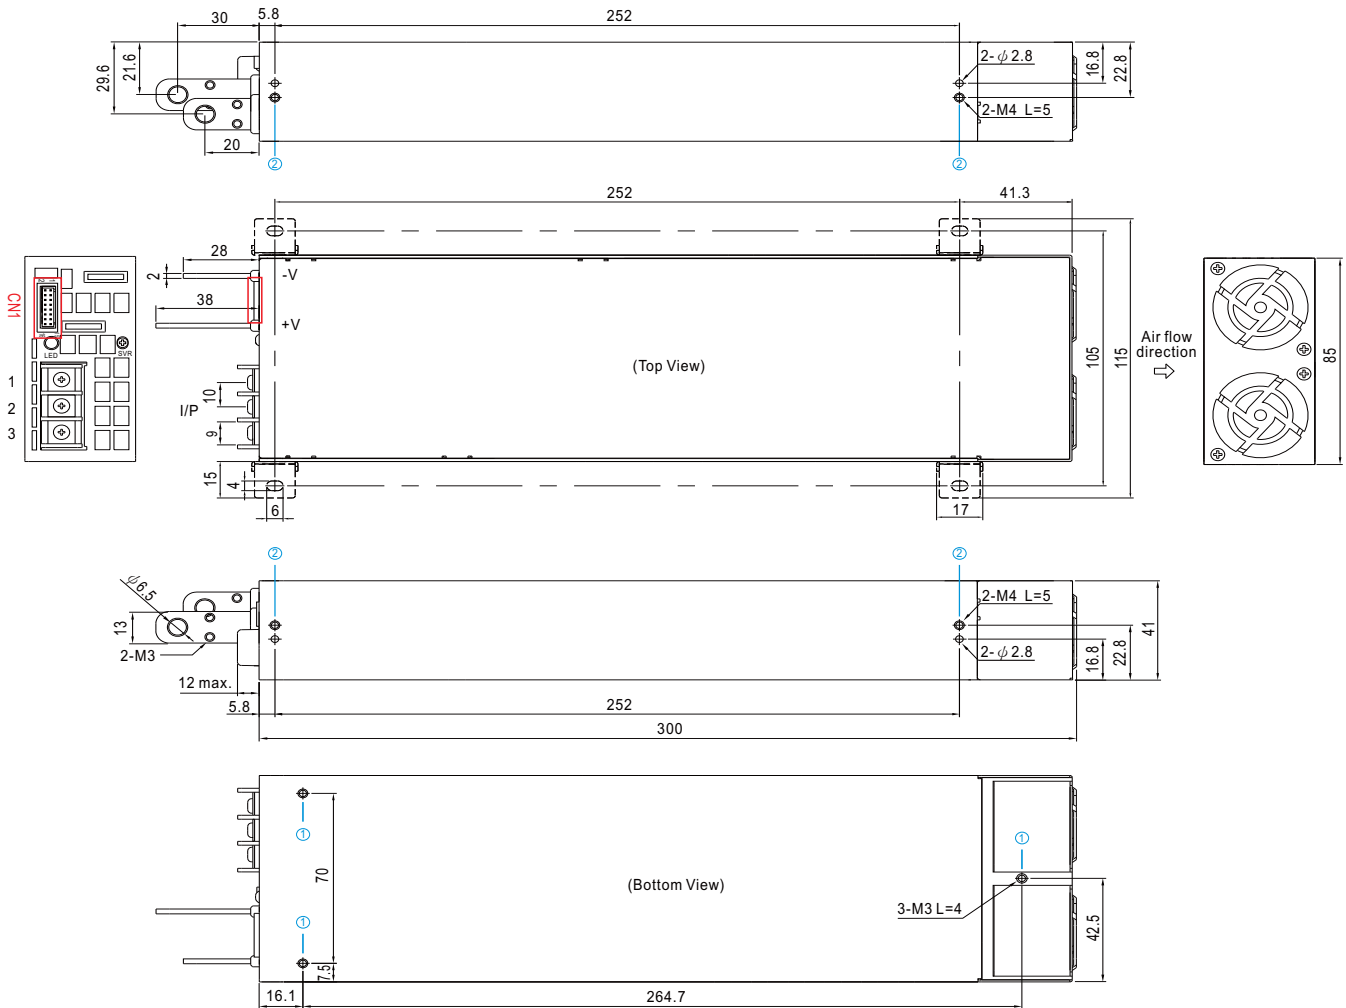 30
5.8
252
29.6
21.6
2-φ2.8
16.8
22.8
2-M4 L=5
20
②
②
252
41.3
28
2
-V
38
+V
CN1
LED
SVR
1
2
3
I/P
10
9
(Top View)
105
115
Air flow
direction
85
15
4
6
17
②
②
φ6.5
13
2-M3
2-M4 L=5
2-φ2.8
16.8
22.8
41
12 max.
5.8
252
300
①
70
①
(Bottom View)
①
3-M3 L=4
42.5
7.5
16.1
264.7